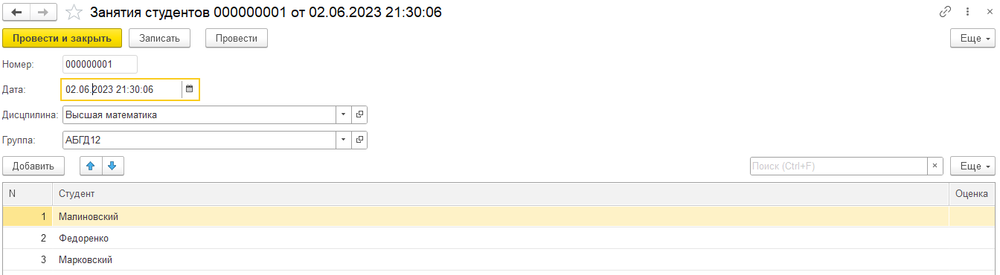 Занятия студентов 000000001 от 02.06.2023 21:30:06
Провести и закрыть Записать Провести Еще
Номер: 000000001
Дата: 02.06.2023 21:30:06
Дисцпилина: Высшая математика
Группа: АБГД12
Добавить Поиск (Ctrl+F) × Еще
N Студент Оценка
1 Малиновский
2 Федоренко
3 Марковский